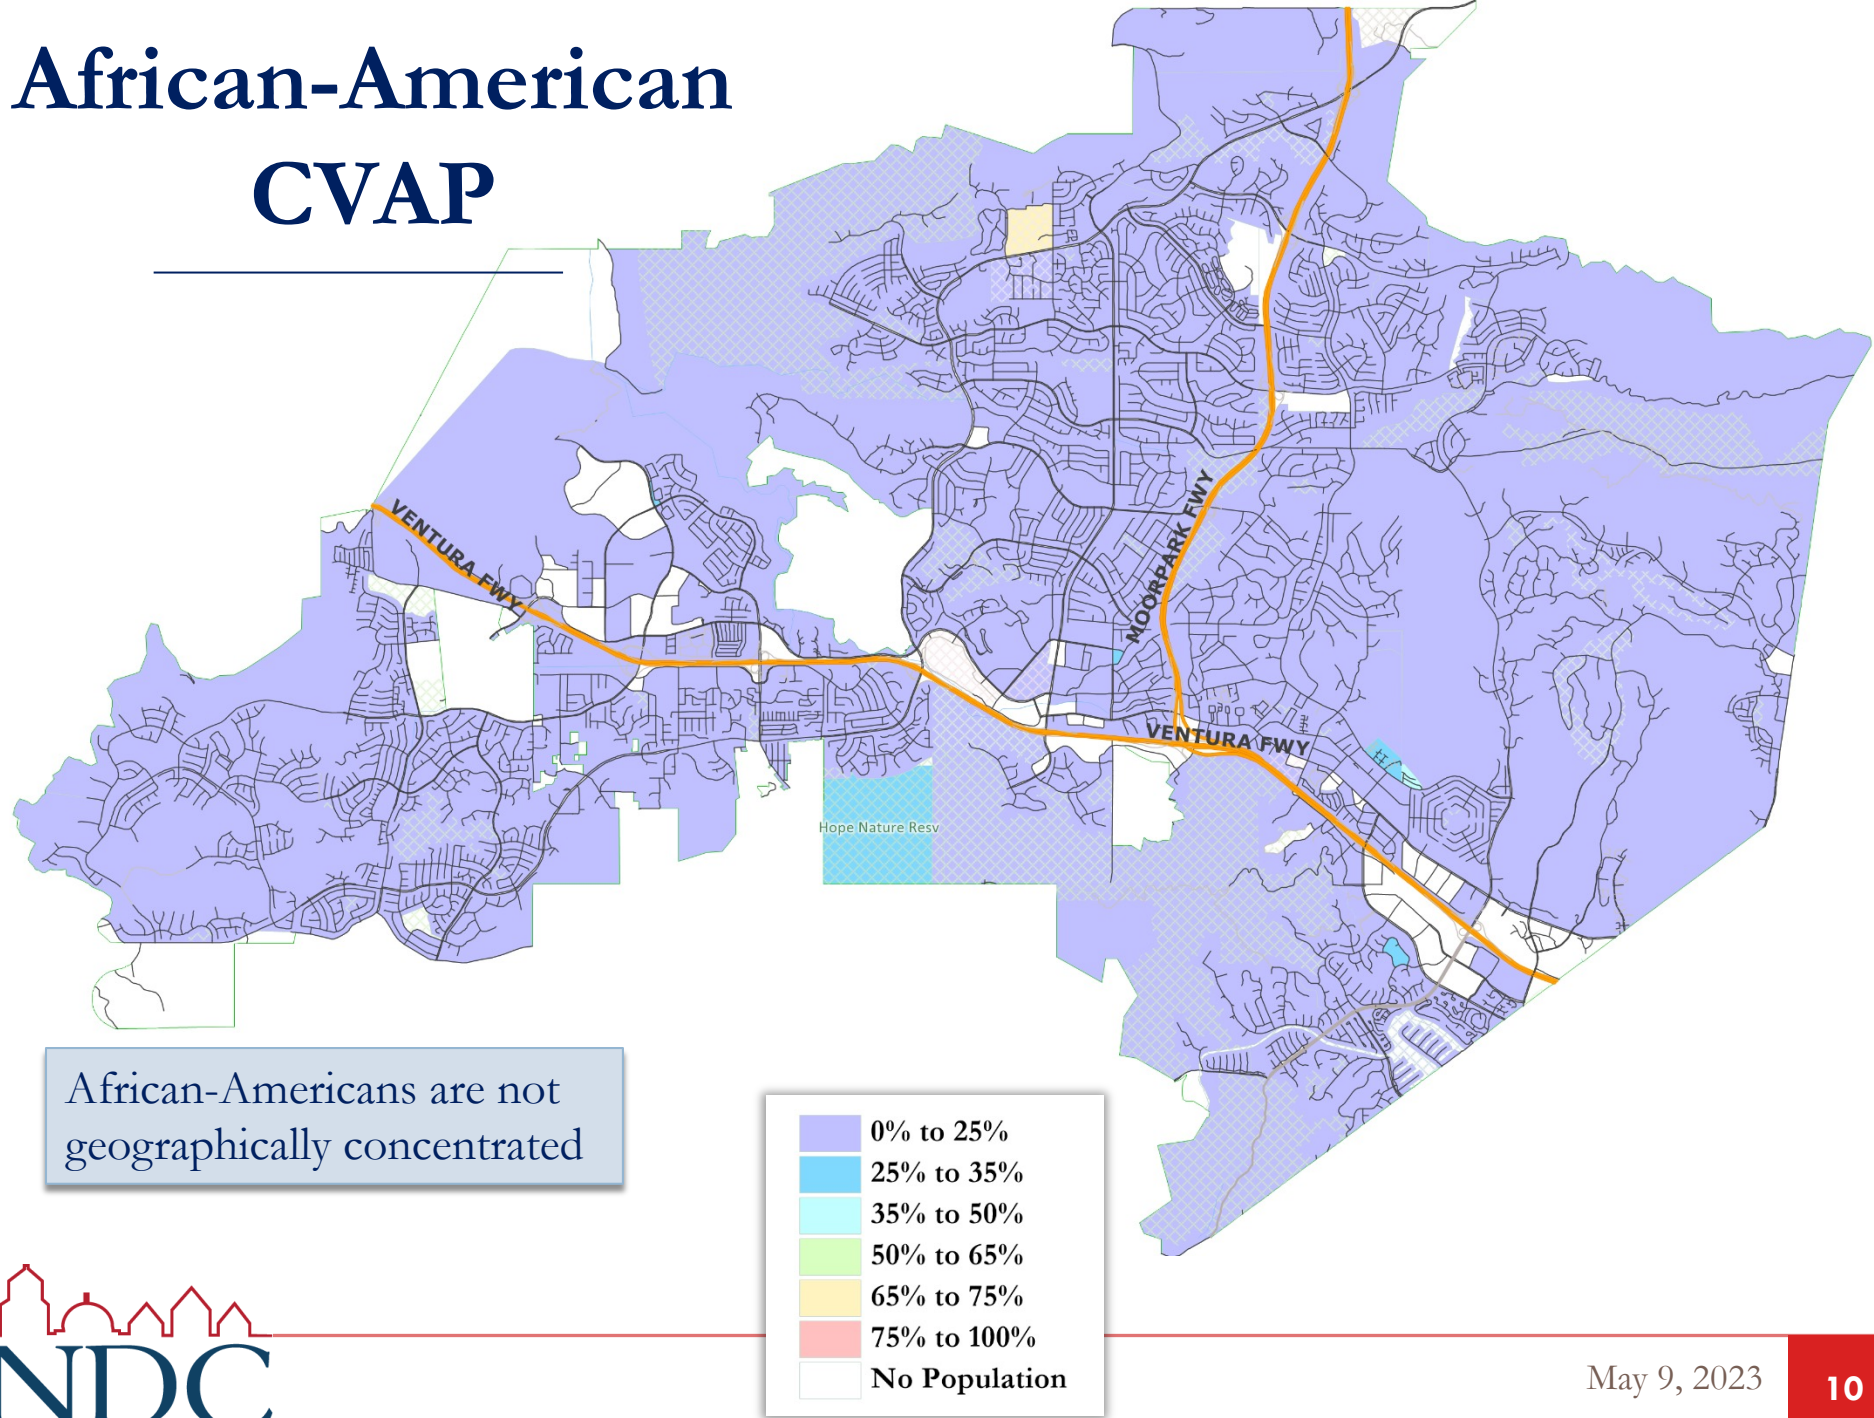 African-American
CVAP
VENTURA FWY
MOORPARK FWY
VENTURA FWY
Hope Nature Resv
African-Americans are not
geographically concentrated
0% to 25%
25% to 35%
35% to 50%
50% to 65%
65% to 75%
75% to 100%
No Population
NDC
May 9, 2023
10